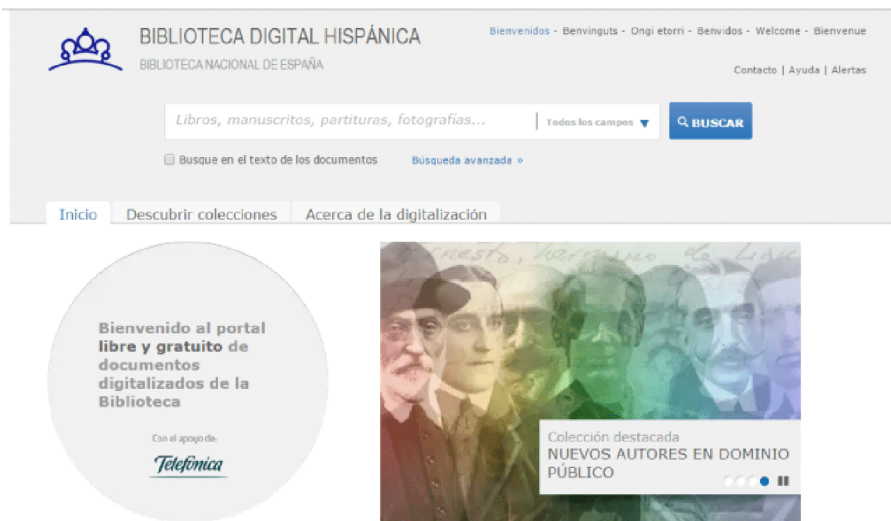 BIBLIOTECA DIGITAL HISPÁNICA
BIBLIOTECA NACIONAL DE ESPAÑA
Bienvenidos - Benvinguts - Ongi etorri - Benvidos - Welcome - Bienvenue
Contacto | Ayuda | Alertas
Libros, manuscritos, partituras, fotografías...
Todos los campos
BUSCAR
Busque en el texto de los documentos
Búsqueda avanzada »
Inicio
Descubrir colecciones
Acerca de la digitalización
Bienvenido al portal
libre y gratuito de
documentos
digitalizados de la
Biblioteca
Con el apoyo de:
Telefónica
Colección destacada
NUEVOS AUTORES EN DOMINIO
PÚBLICO